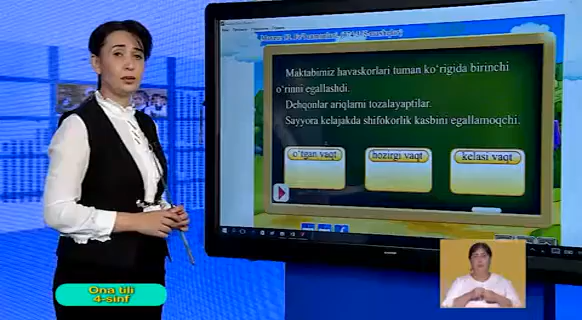 Maktabimiz havaskorlari tuman ko‘rigida birinchi
o‘rinni egallashdi.
Dehqonlar ariqlarni tozalayaptilar.
Sayyora kelajakda shifokorlik kasbini egallamoqchi.
o‘tgan vaqt
hozirgi vaqt
kelasi vaqt
Ona tili
4-sinf